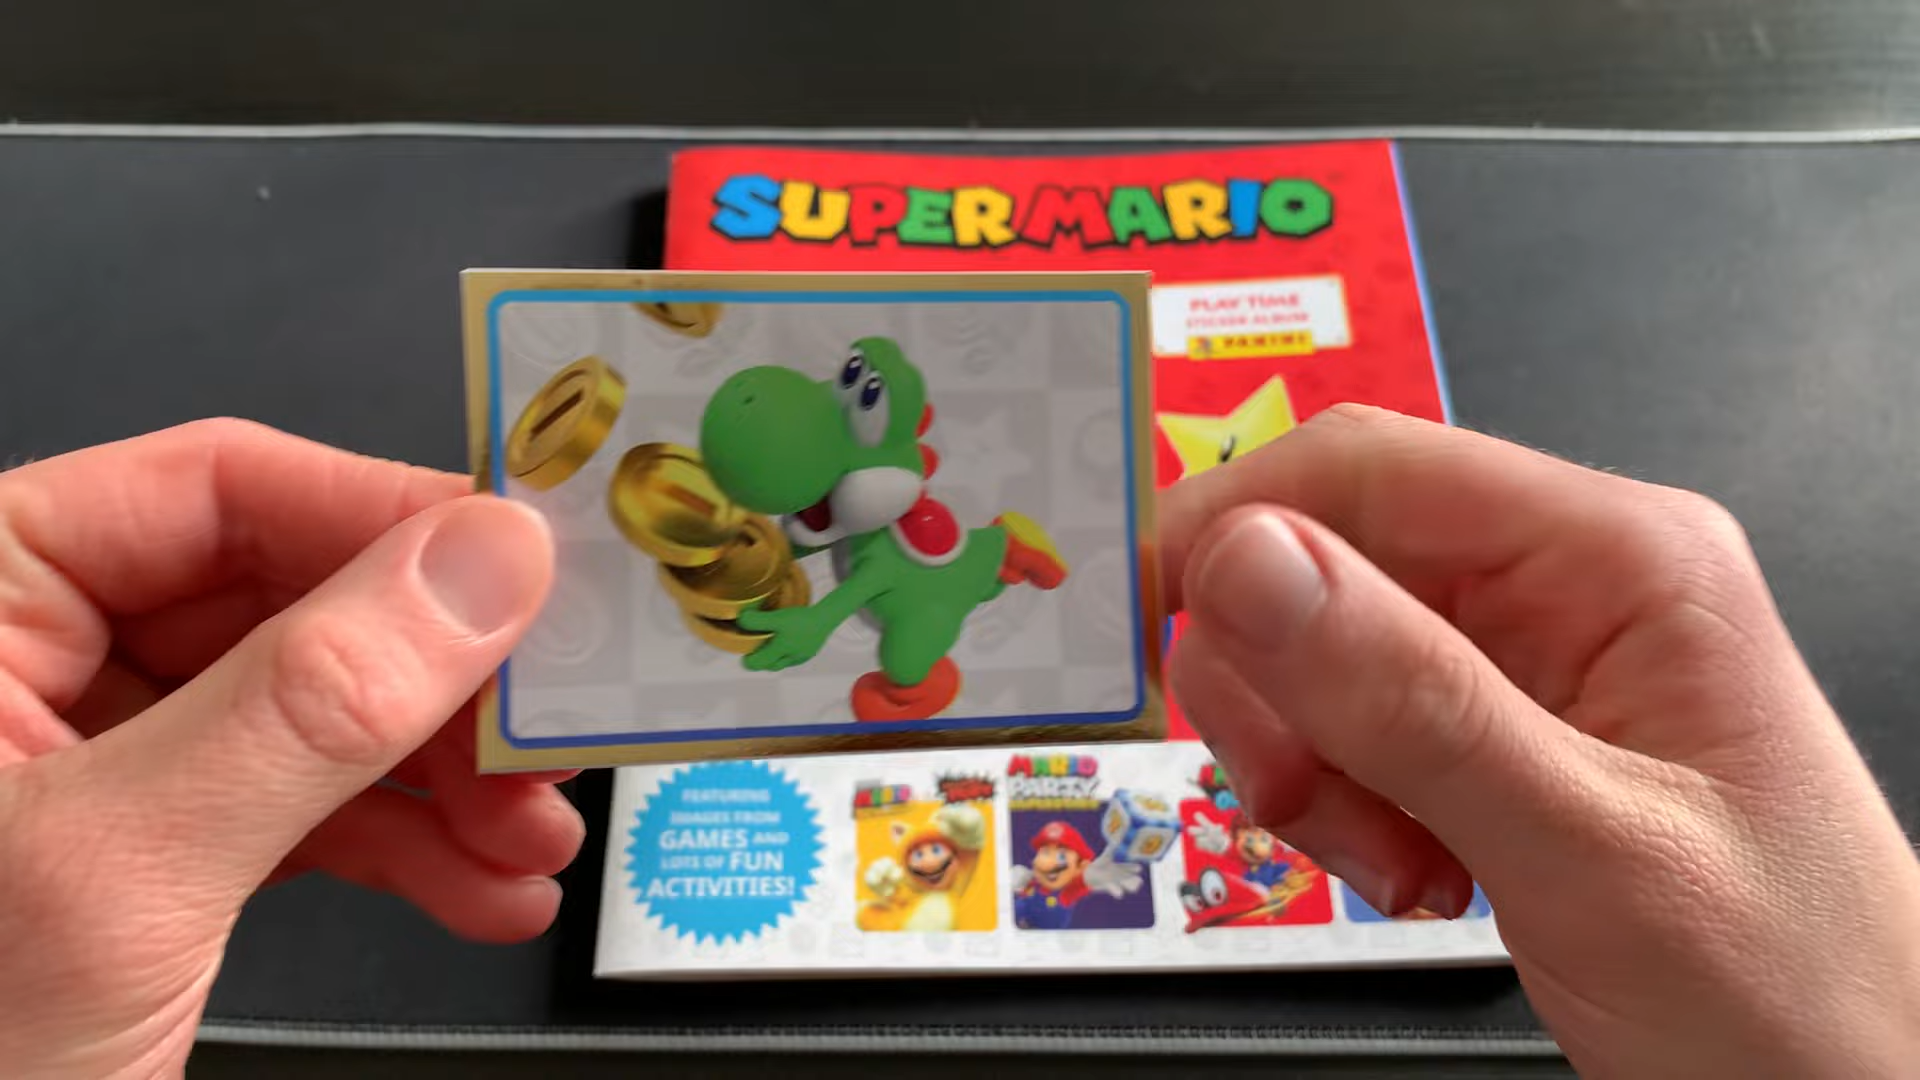 SUPER MARIO
PLAY TIME
STICKER ALBUM
PANINI
FEATURING
IMAGES FROM
GAMES AND
LOTS OF FUN
ACTIVITIES!
MARIO
PARTY